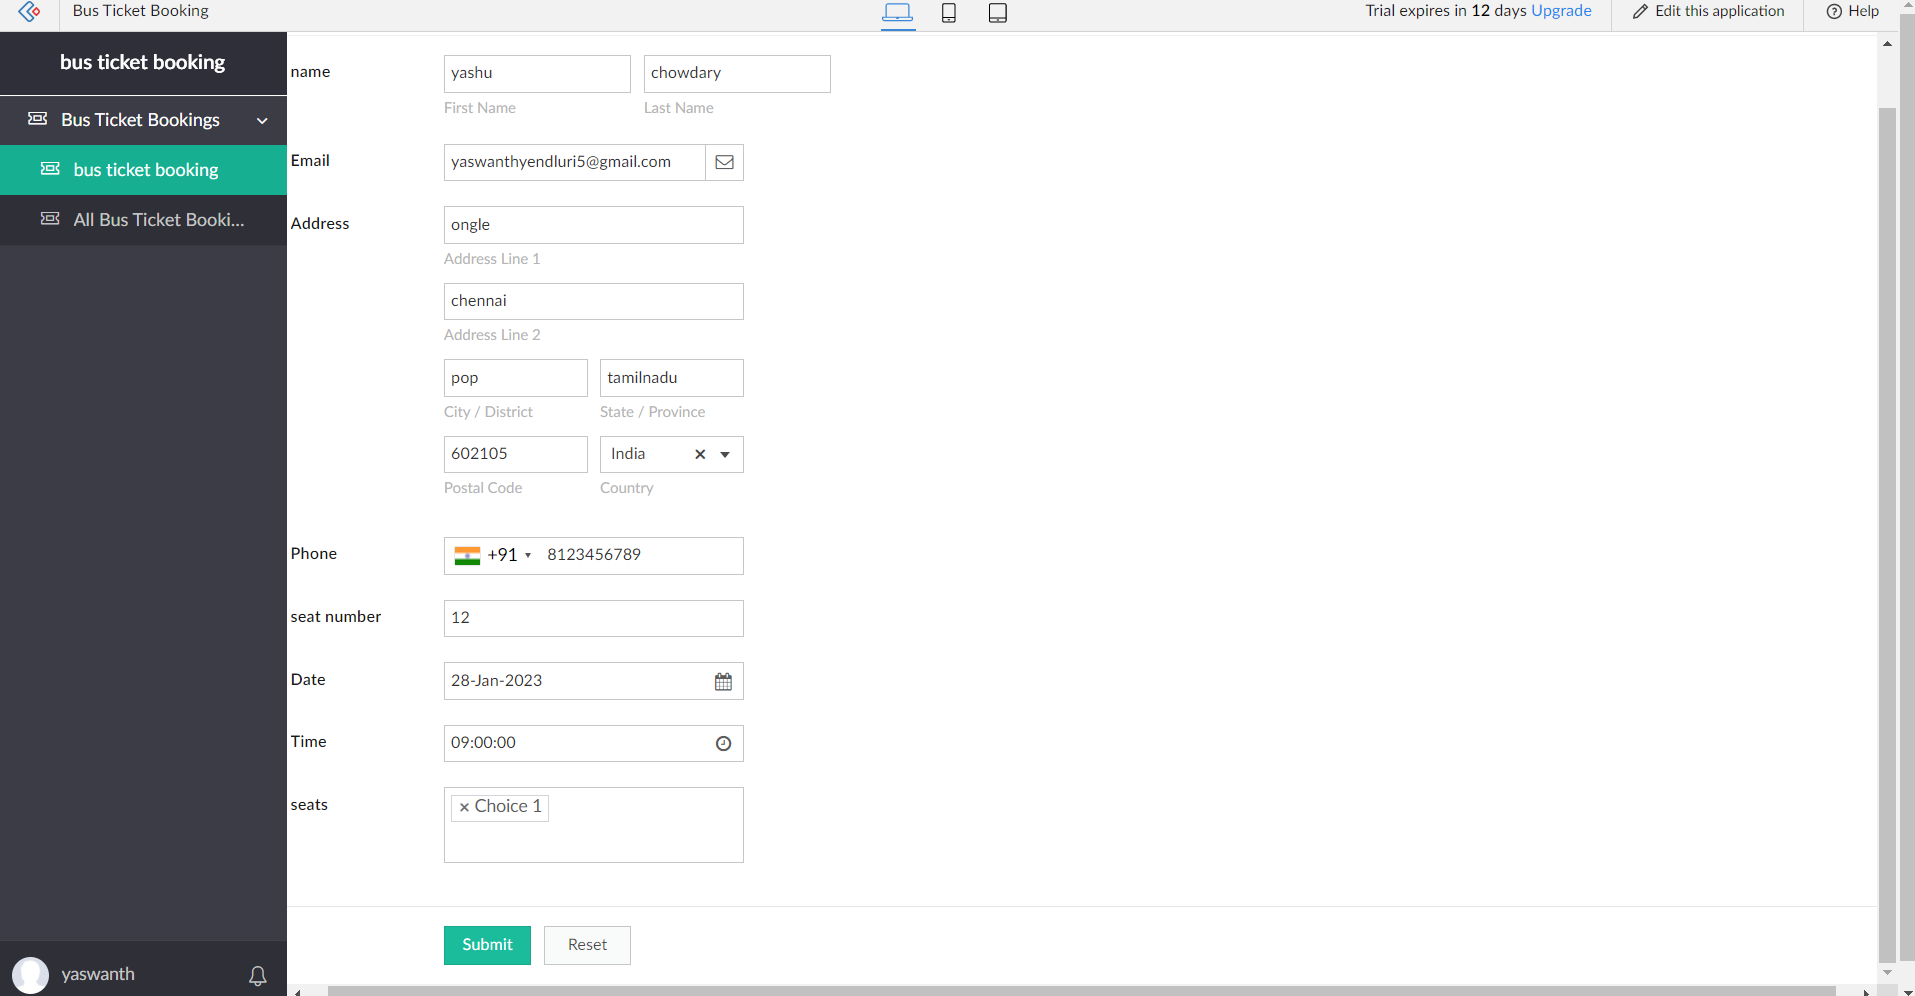 Bus Ticket Booking
Trial expires in 12 days Upgrade
Edit this application
Help
bus ticket booking
Bus Ticket Bookings
bus ticket booking
All Bus Ticket Booki...
name
yashu
chowdary
First Name
Last Name
Email
yaswanthyendluri5@gmail.com
Address
ongle
Address Line 1
chennai
Address Line 2
pop
tamilnadu
City / District
State / Province
602105
India
Postal Code
Country
Phone
+91
8123456789
seat number
12
Date
28-Jan-2023
Time
09:00:00
seats
× Choice 1
Submit
Reset
yaswanth